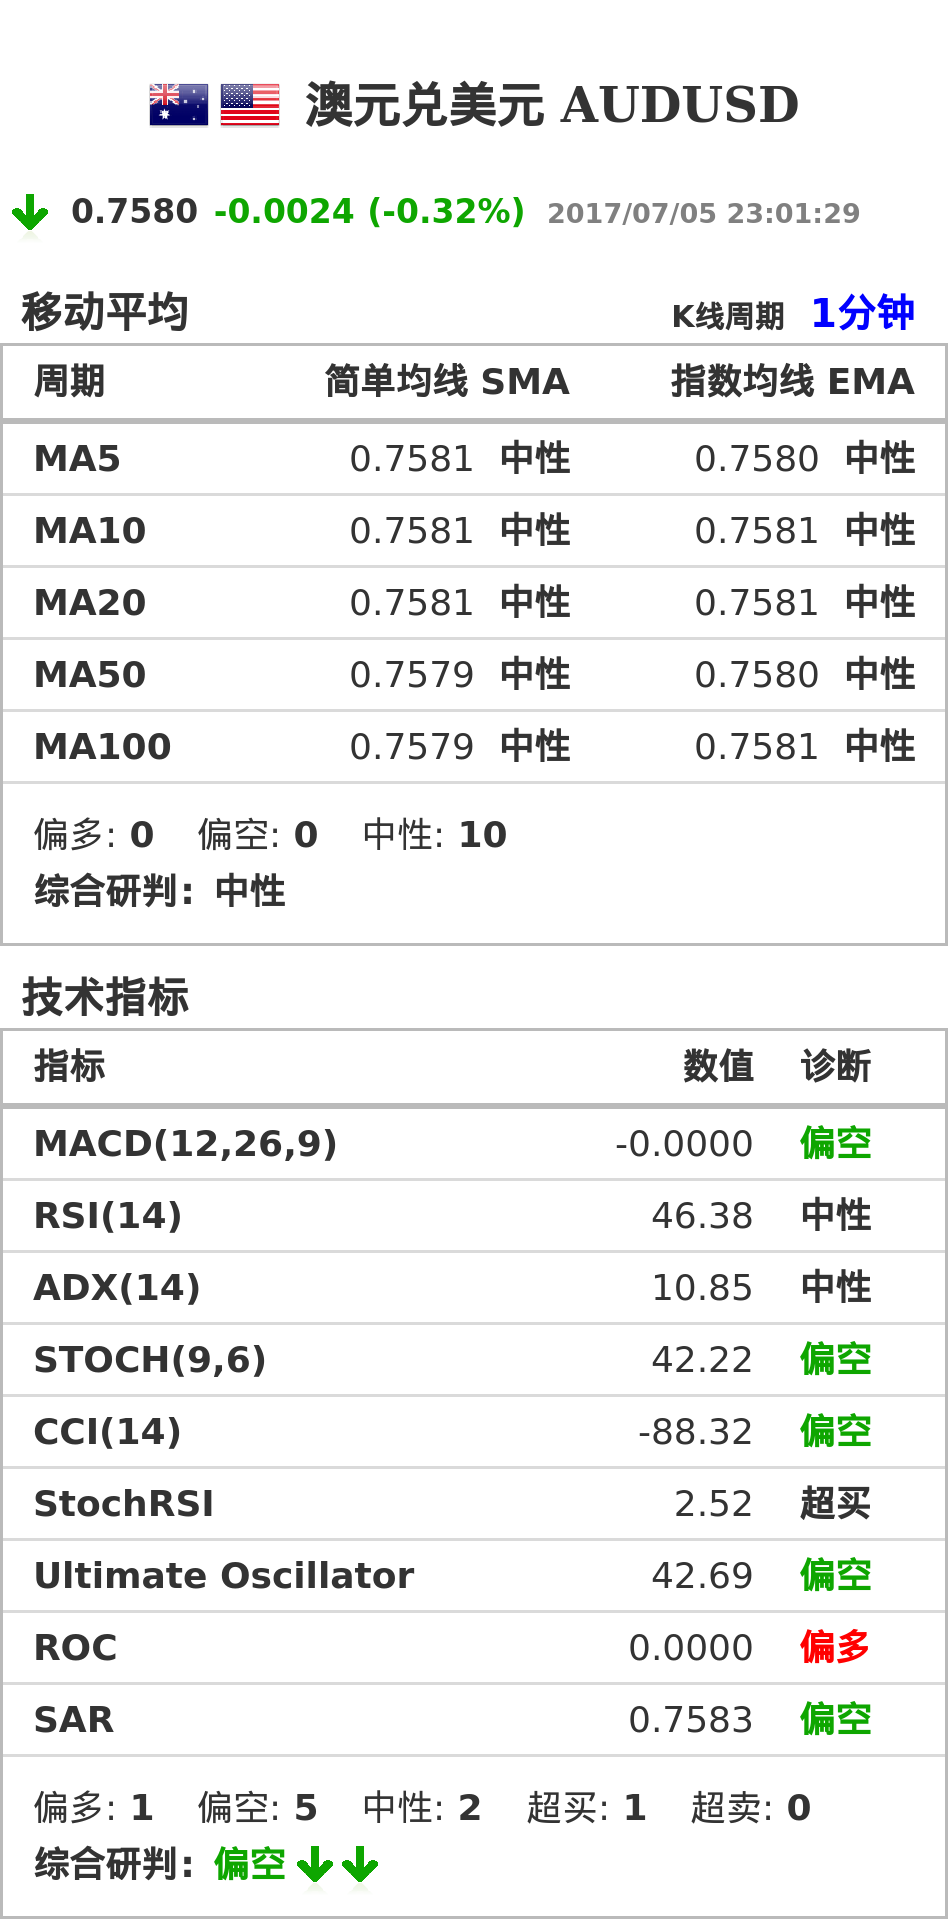 澳元兑美元 AUDUSD
0.7580 -0.0024 (-0.32%) 2017/07/05 23:01:29
移动平均 K线周期 1分钟
周期 简单均线 SMA 指数均线 EMA
MA5 0.7581 中性 0.7580 中性
MA10 0.7581 中性 0.7581 中性
MA20 0.7581 中性 0.7581 中性
MA50 0.7579 中性 0.7580 中性
MA100 0.7579 中性 0.7581 中性
偏多: 0 偏空: 0 中性: 10
综合研判: 中性
技术指标
指标 数值 诊断
MACD(12,26,9) -0.0000 偏空
RSI(14) 46.38 中性
ADX(14) 10.85 中性
STOCH(9,6) 42.22 偏空
CCI(14) -88.32 偏空
StochRSI 2.52 超买
Ultimate Oscillator 42.69 偏空
ROC 0.0000 偏多
SAR 0.7583 偏空
偏多: 1 偏空: 5 中性: 2 超买: 1 超卖: 0
综合研判: 偏空